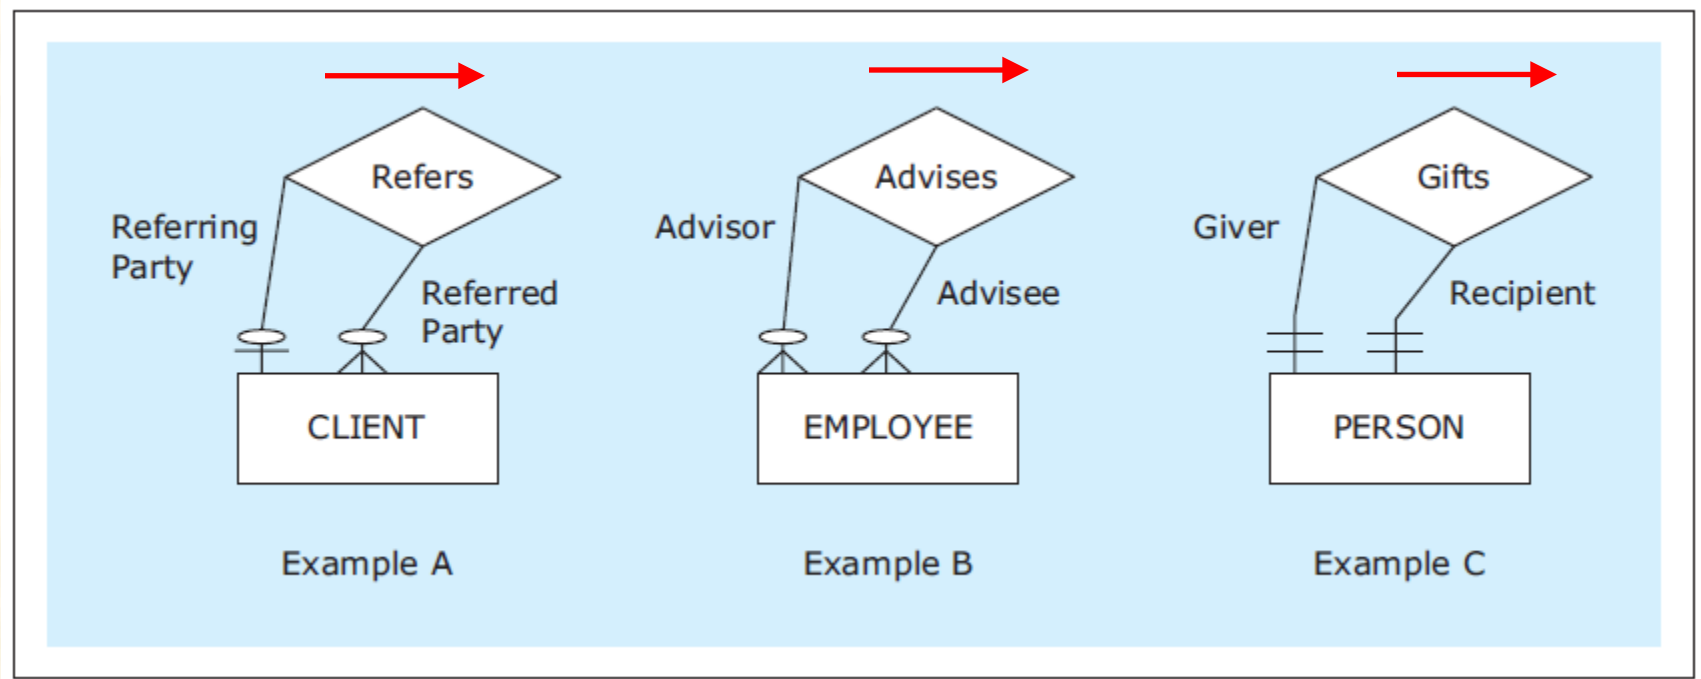 Refers
Referring
Party
Referred
Party
CLIENT
Example A
Advises
Advisor
Advisee
EMPLOYEE
Example B
Gifts
Giver
Recipient
PERSON
Example C